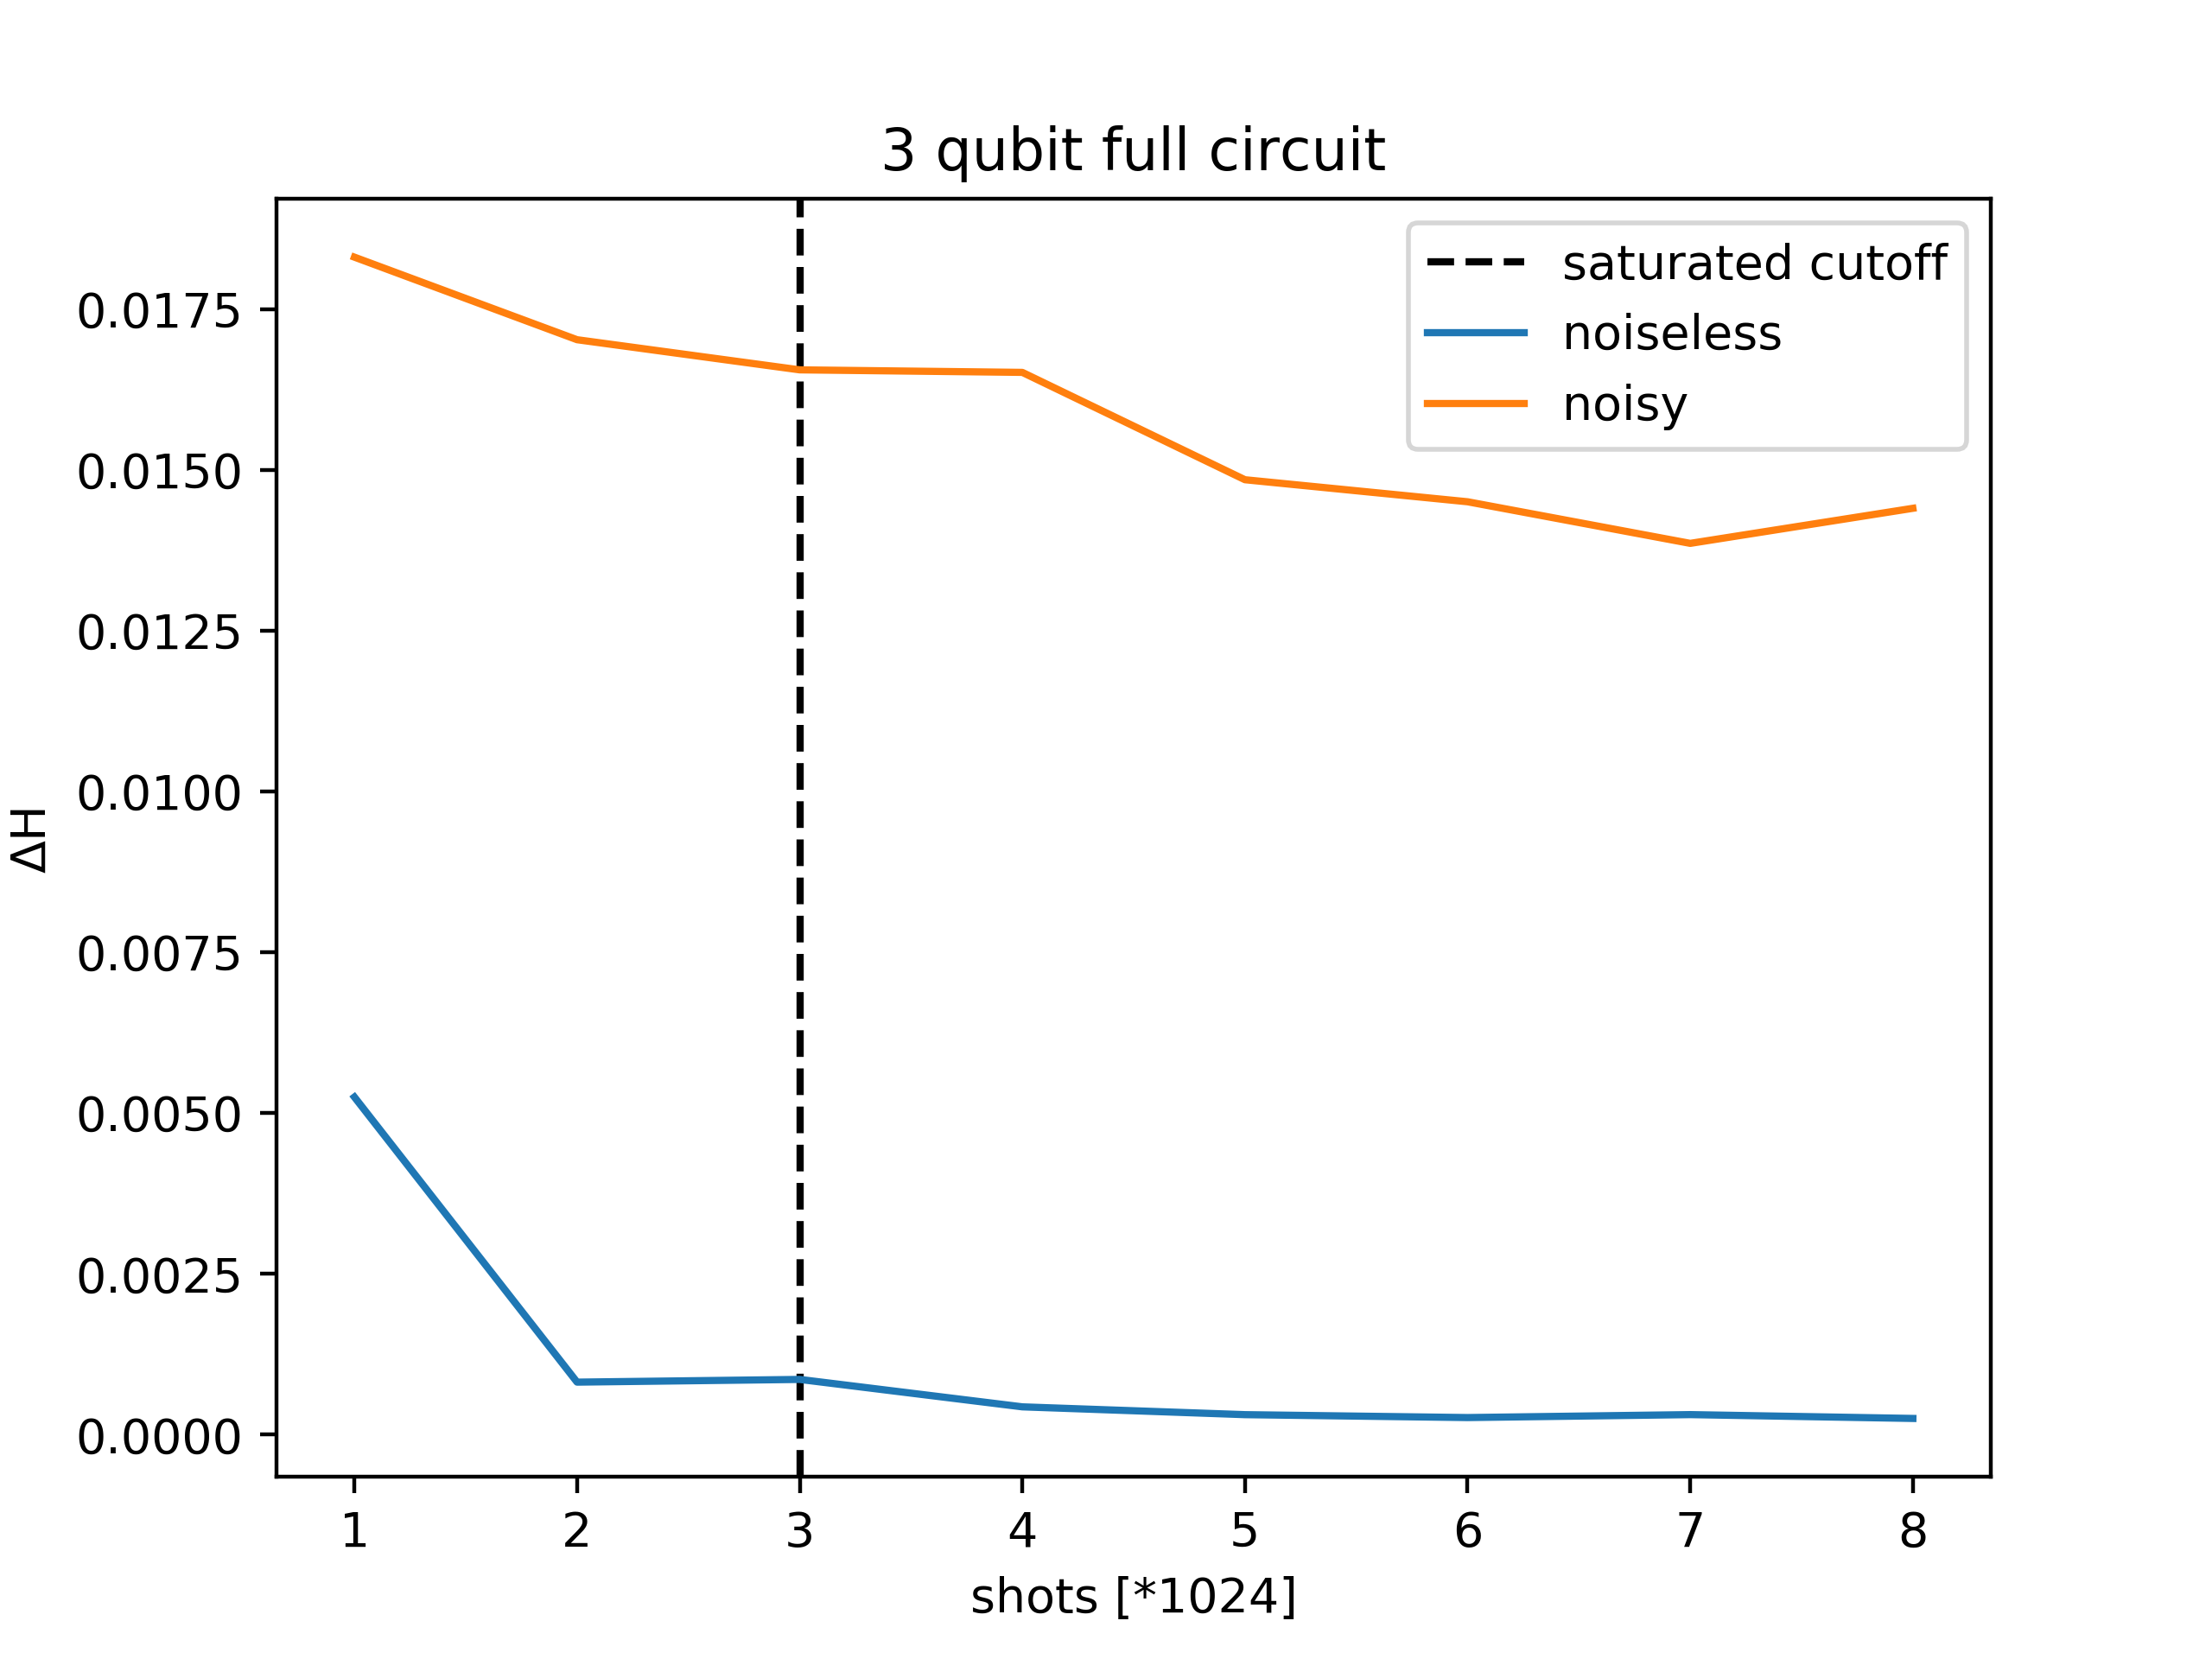 3 qubit full circuit
saturated cutoff
noiseless
noisy
0.0175
0.0150
0.0125
0.0100
0.0075
0.0050
0.0025
0.0000
ΔH
1 2 3 4 5 6 7 8
shots [*1024]